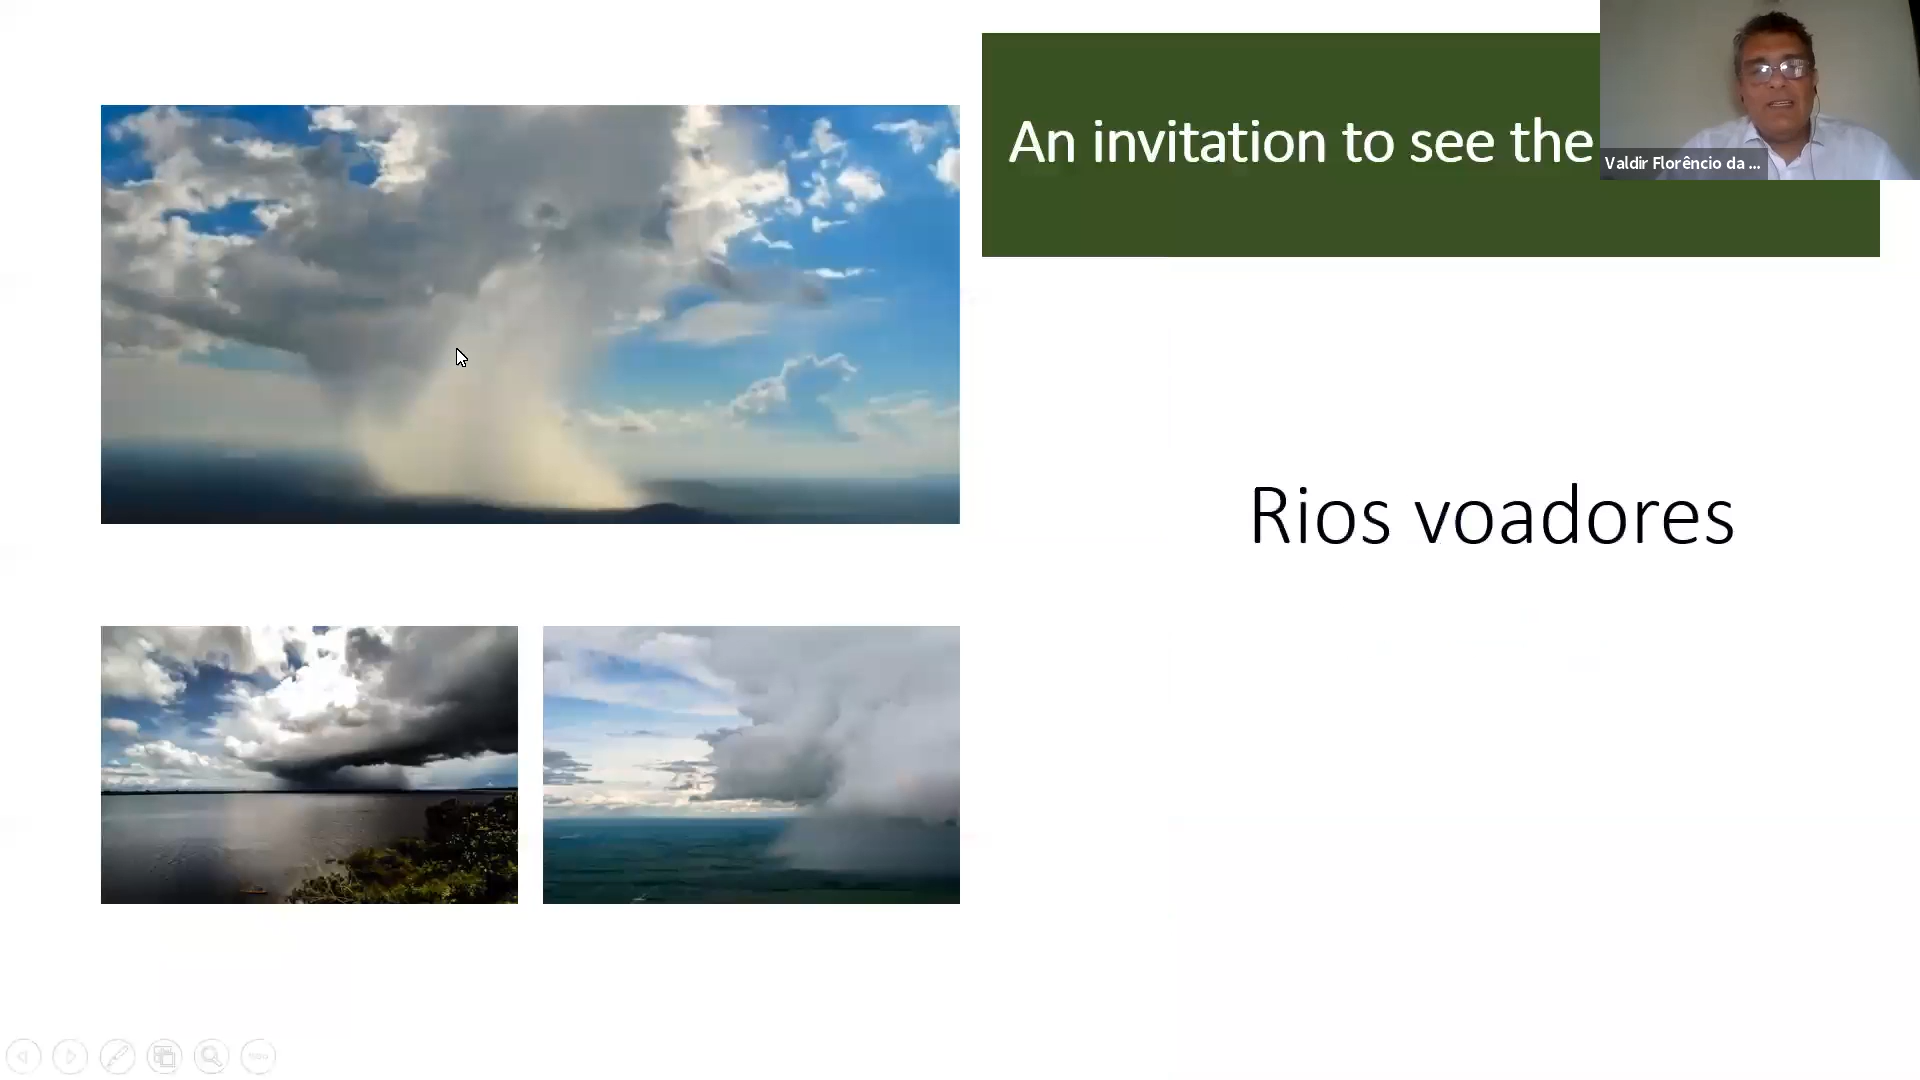 An invitation to see the
Valdir Florêncio da ...
Rios voadores